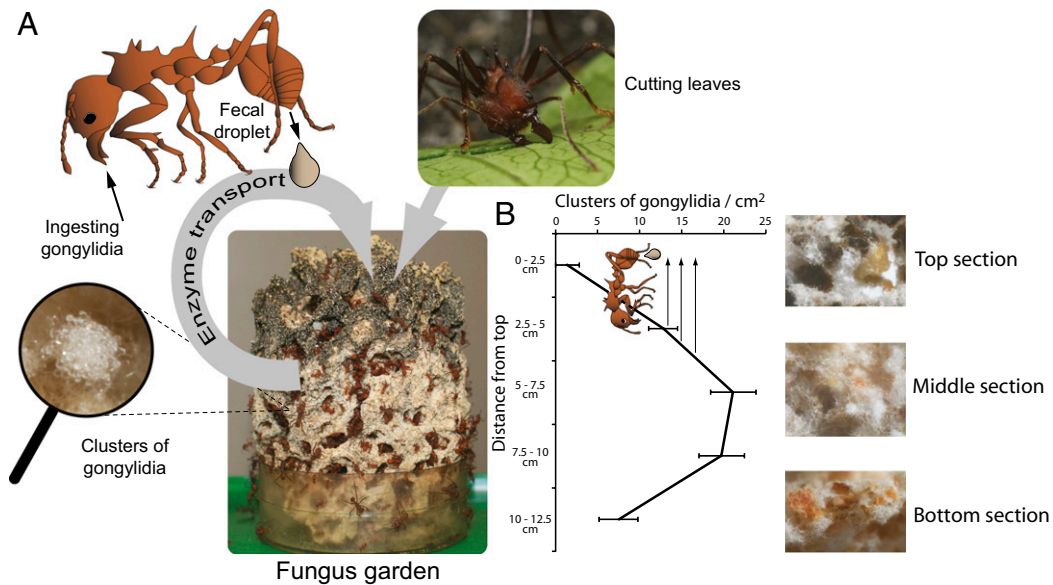 A
Fecal
droplet
Cutting leaves
Ingesting
gongylidia
Enzyme transport
Clusters of
gongylidia
Fungus garden
B
Clusters of gongylidia / cm²
0 5 10 15 20 25
Distance from top
0 - 2.5
cm
2.5 - 5
cm
5 - 7.5
cm
7.5 - 10
cm
10 - 12.5
cm
Top section
Middle section
Bottom section